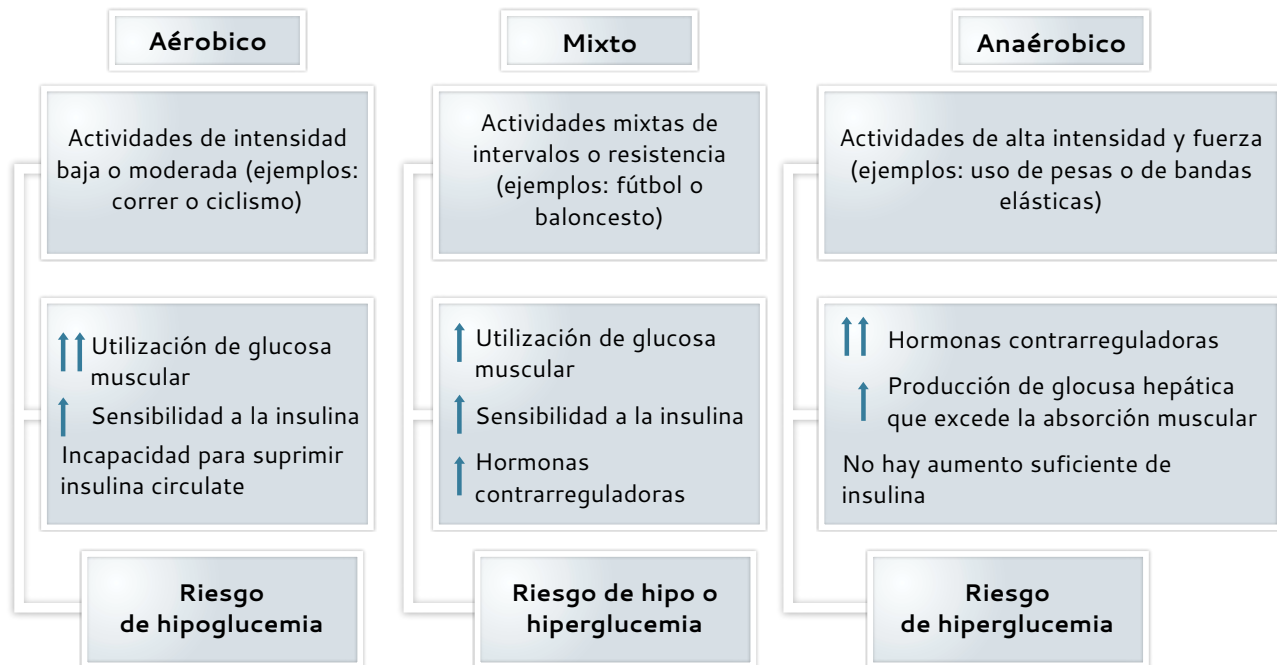 Aérobico
Actividades de intensidad
baja o moderada (ejemplos:
correr o ciclismo)
Utilización de glucosa
muscular
Sensibilidad a la insulina
Incapacidad para suprimir
insulina circulate
Riesgo
de hipoglucemia
Mixto
Actividades mixtas de
intervalos o resistencia
(ejemplos: fútbol o
baloncesto)
Utilización de glucosa
muscular
Sensibilidad a la insulina
Hormonas
contrarreguladoras
Riesgo de hipo o
hiperglucemia
Anaérobico
Actividades de alta intensidad y fuerza
(ejemplos: uso de pesas o de bandas
elásticas)
Hormonas contrarreguladoras
Producción de glocusa hepática
que excede la absorción muscular
No hay aumento suficiente de
insulina
Riesgo
de hiperglucemia